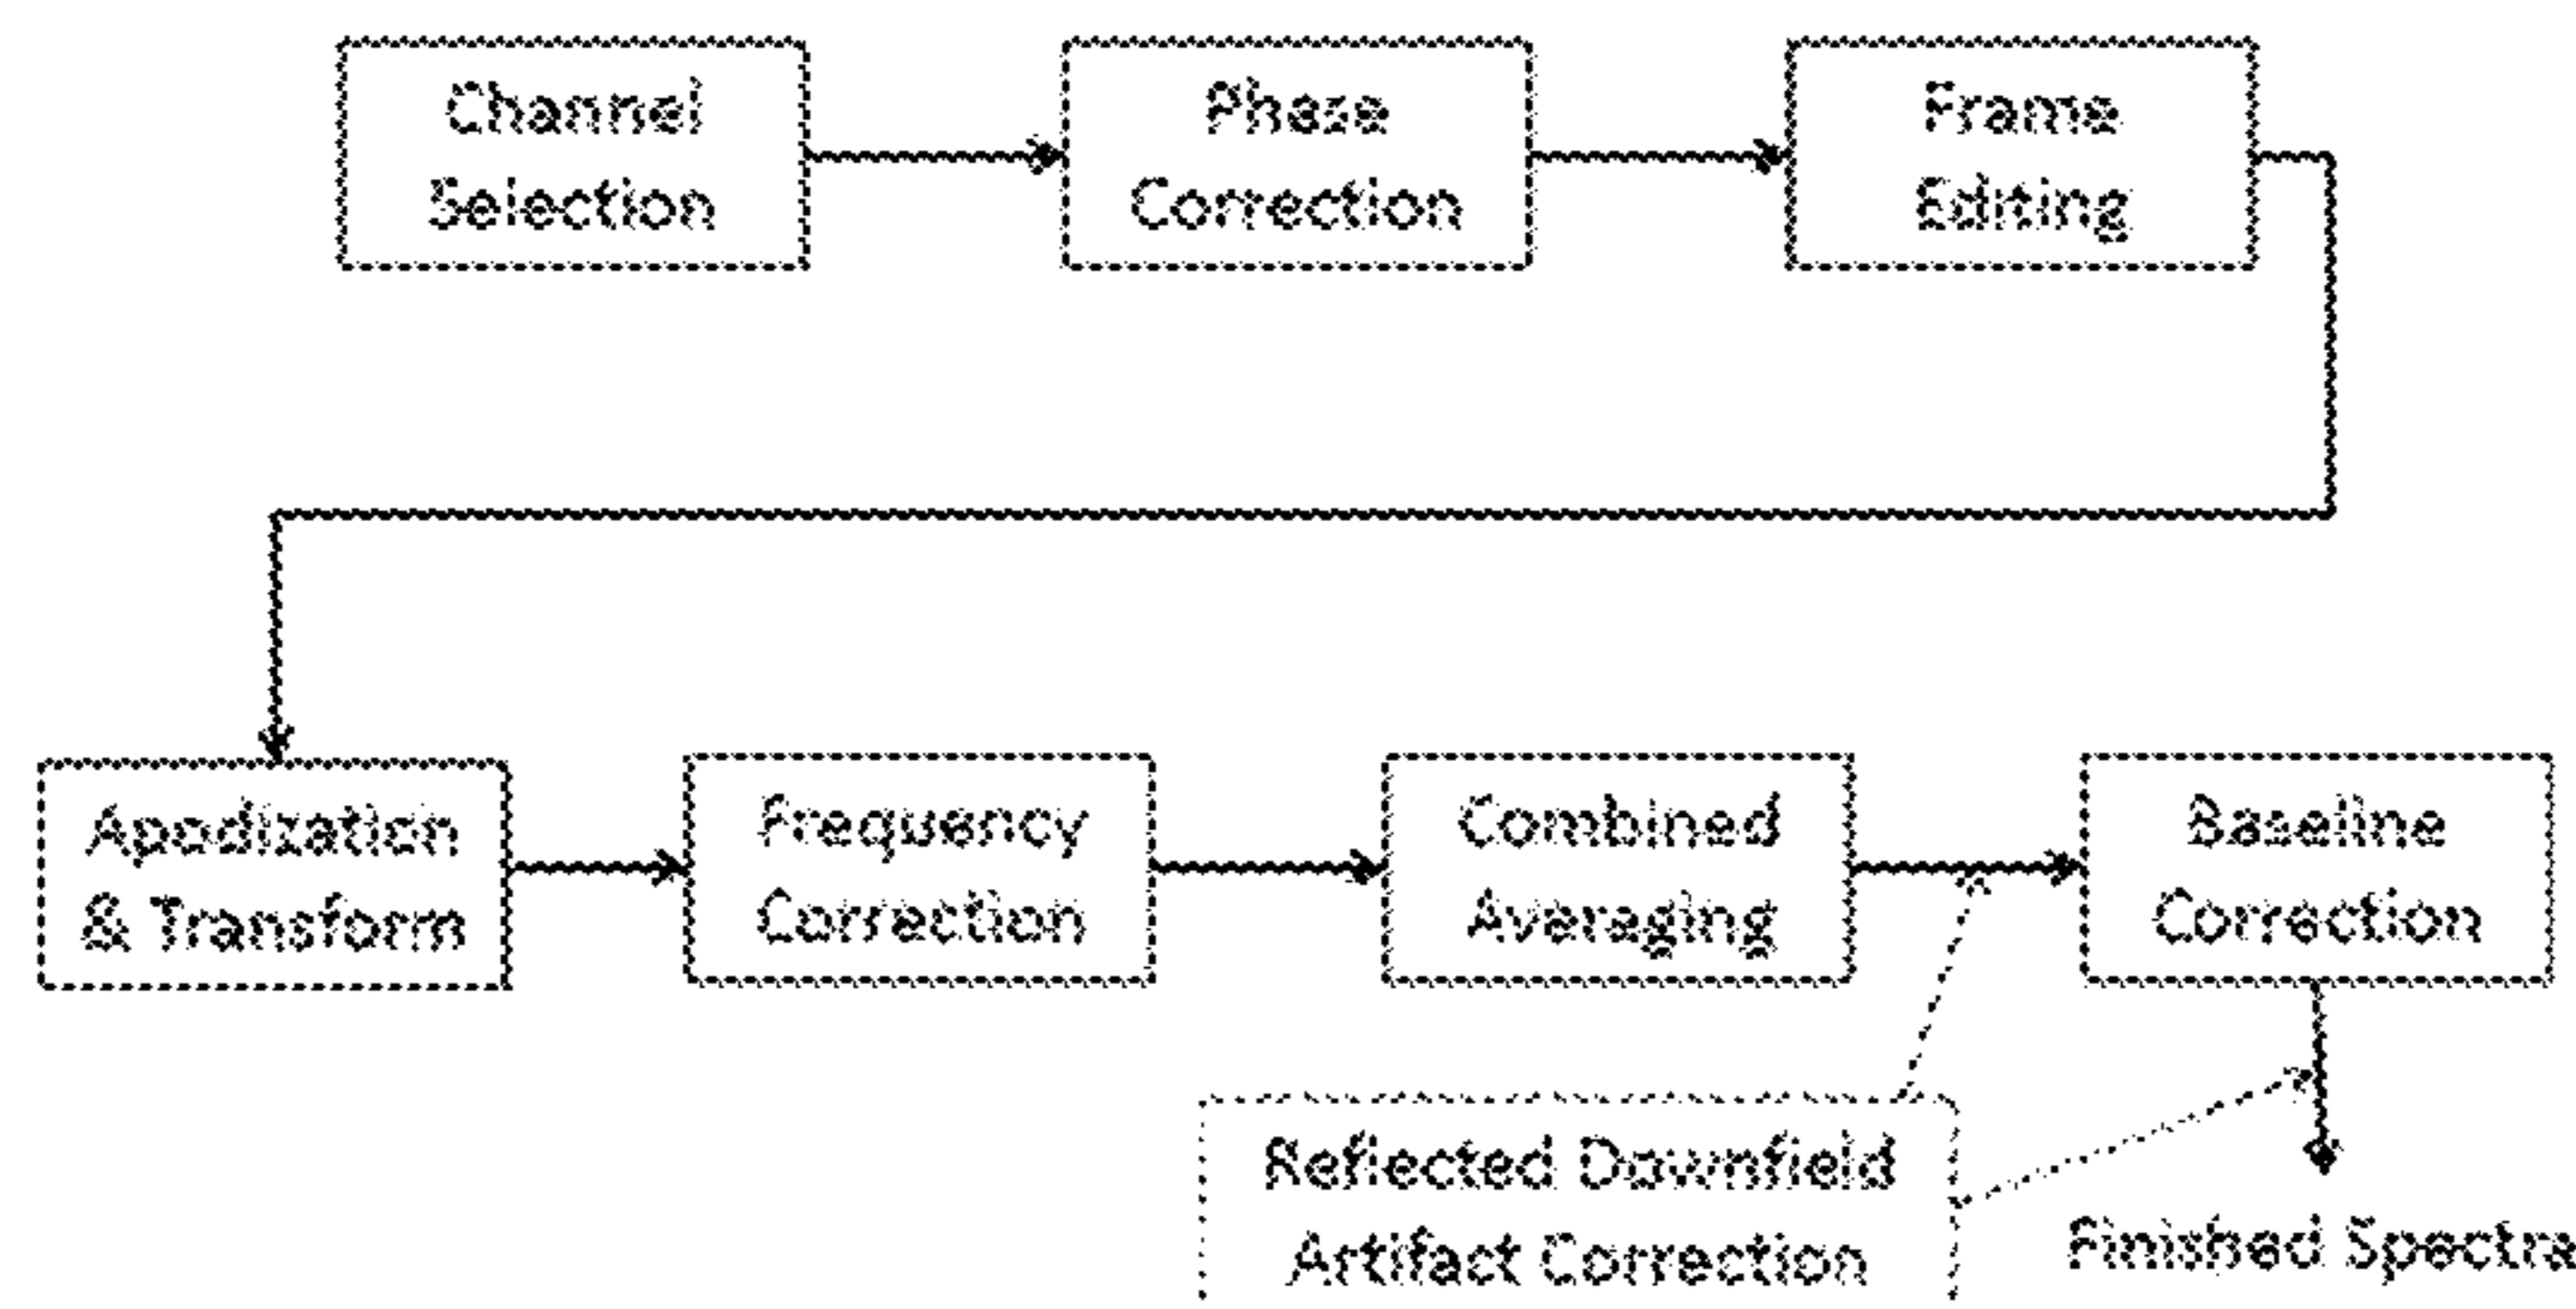 Channel
Selection
Phase
Correction
Frame
Editing
Apodization
& Transform
Frequency
Correction
Combined
Averaging
Baseline
Correction
Reflected Downfield
Artifact Correction
Finished Spectra